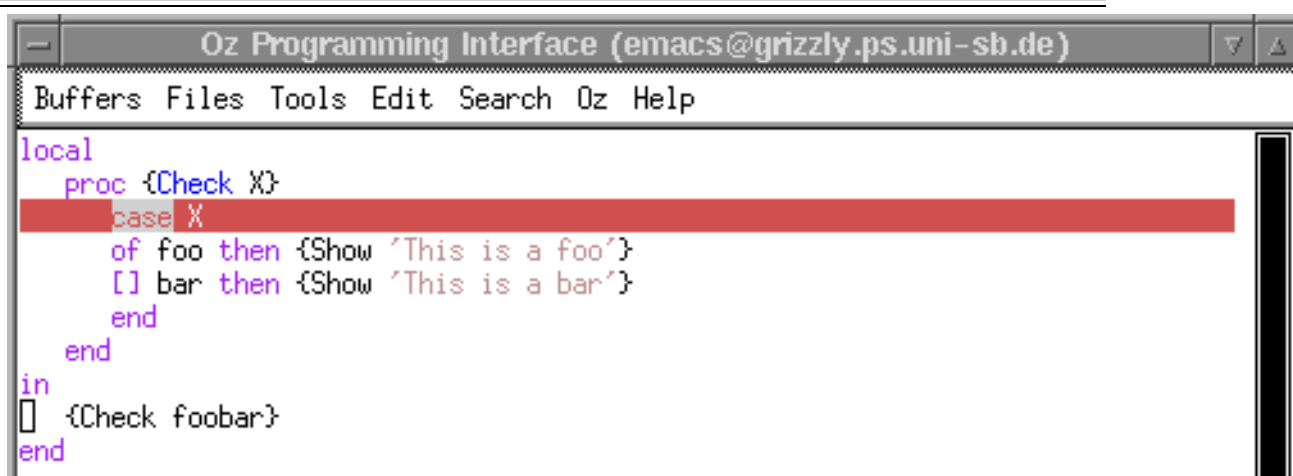 Oz Programming Interface (emacs@grizzly.ps.uni-sb.de)
Buffers Files Tools Edit Search Oz Help
local
   proc {Check X}
      case X
      of foo then {Show 'This is a foo'}
      [] bar then {Show 'This is a bar'}
      end
   end
in
   {Check foobar}
end